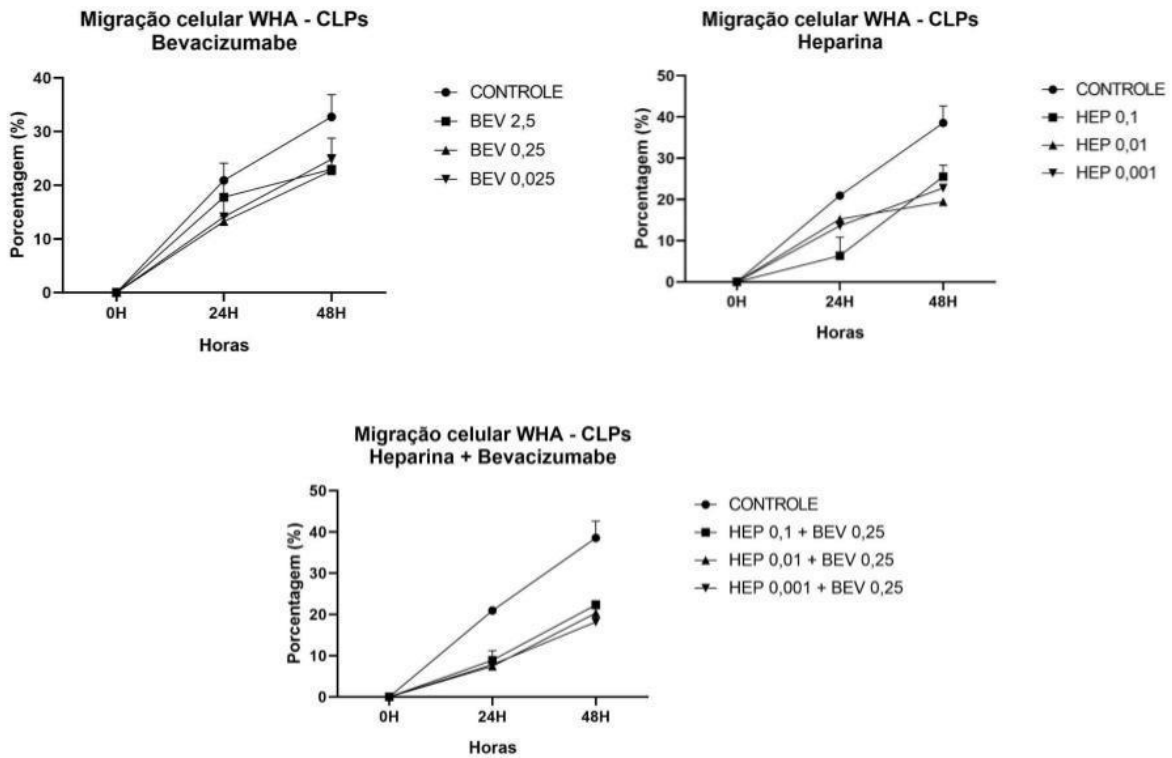 Migração celular WHA - CLPs
Bevacizumabe
Porcentagem (%)
40
30
20
10
0
0H
24H
48H
Horas
CONTROLE
BEV 2,5
BEV 0,25
BEV 0,025
Migração celular WHA - CLPs
Heparina
Porcentagem (%)
50
40
30
20
10
0
0H
24H
48H
Horas
CONTROLE
HEP 0,1
HEP 0,01
HEP 0,001
Migração celular WHA - CLPs
Heparina + Bevacizumabe
Porcentagem (%)
50
40
30
20
10
0
0H
24H
48H
Horas
CONTROLE
HEP 0,1 + BEV 0,25
HEP 0,01 + BEV 0,25
HEP 0,001 + BEV 0,25